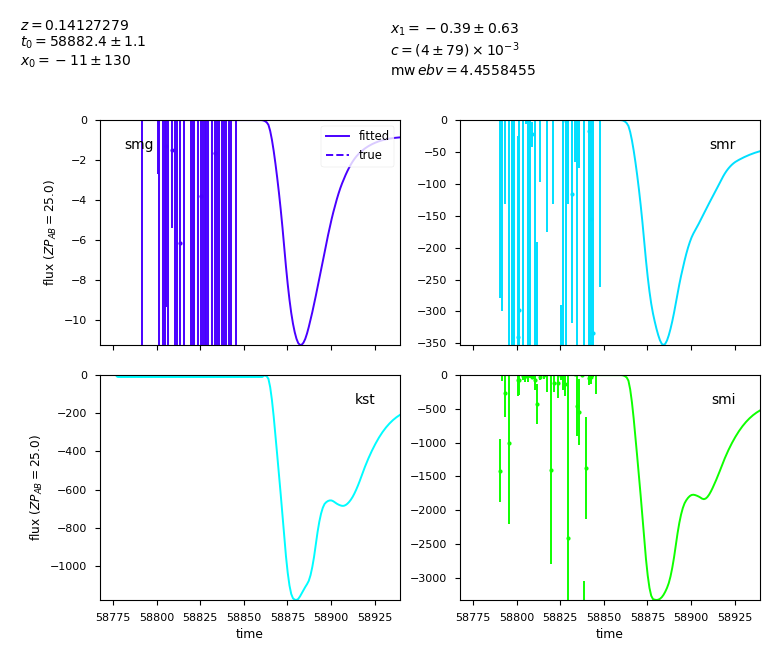 z = 0.14127279
t₀ = 58882.4 ± 1.1
x₀ = −11 ± 130
x₁ = −0.39 ± 0.63
c = (4 ± 79) × 10⁻³
mw ebv = 4.4558455
smg
fitted
true
0
−2
−4
−6
−8
−10
flux (ZP_AB = 25.0)
smr
0
−50
−100
−150
−200
−250
−300
−350
kst
0
−200
−400
−600
−800
−1000
flux (ZP_AB = 25.0)
58775 58800 58825 58850 58875 58900 58925
time
smi
0
−500
−1000
−1500
−2000
−2500
−3000
58775 58800 58825 58850 58875 58900 58925
time